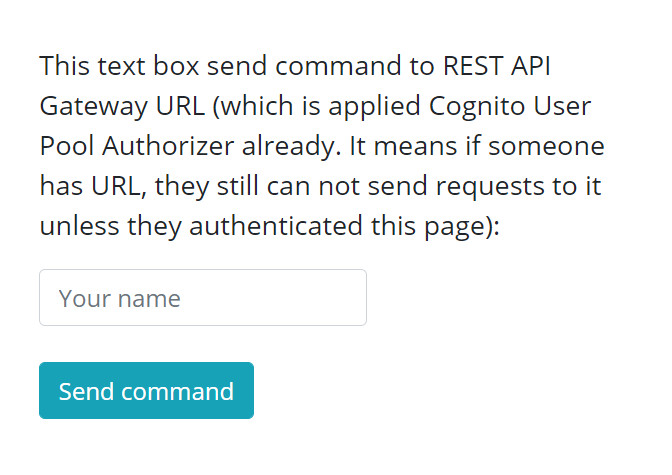 This text box send command to REST API
Gateway URL (which is applied Cognito User
Pool Authorizer already. It means if someone
has URL, they still can not send requests to it
unless they authenticated this page):
Your name
Send command